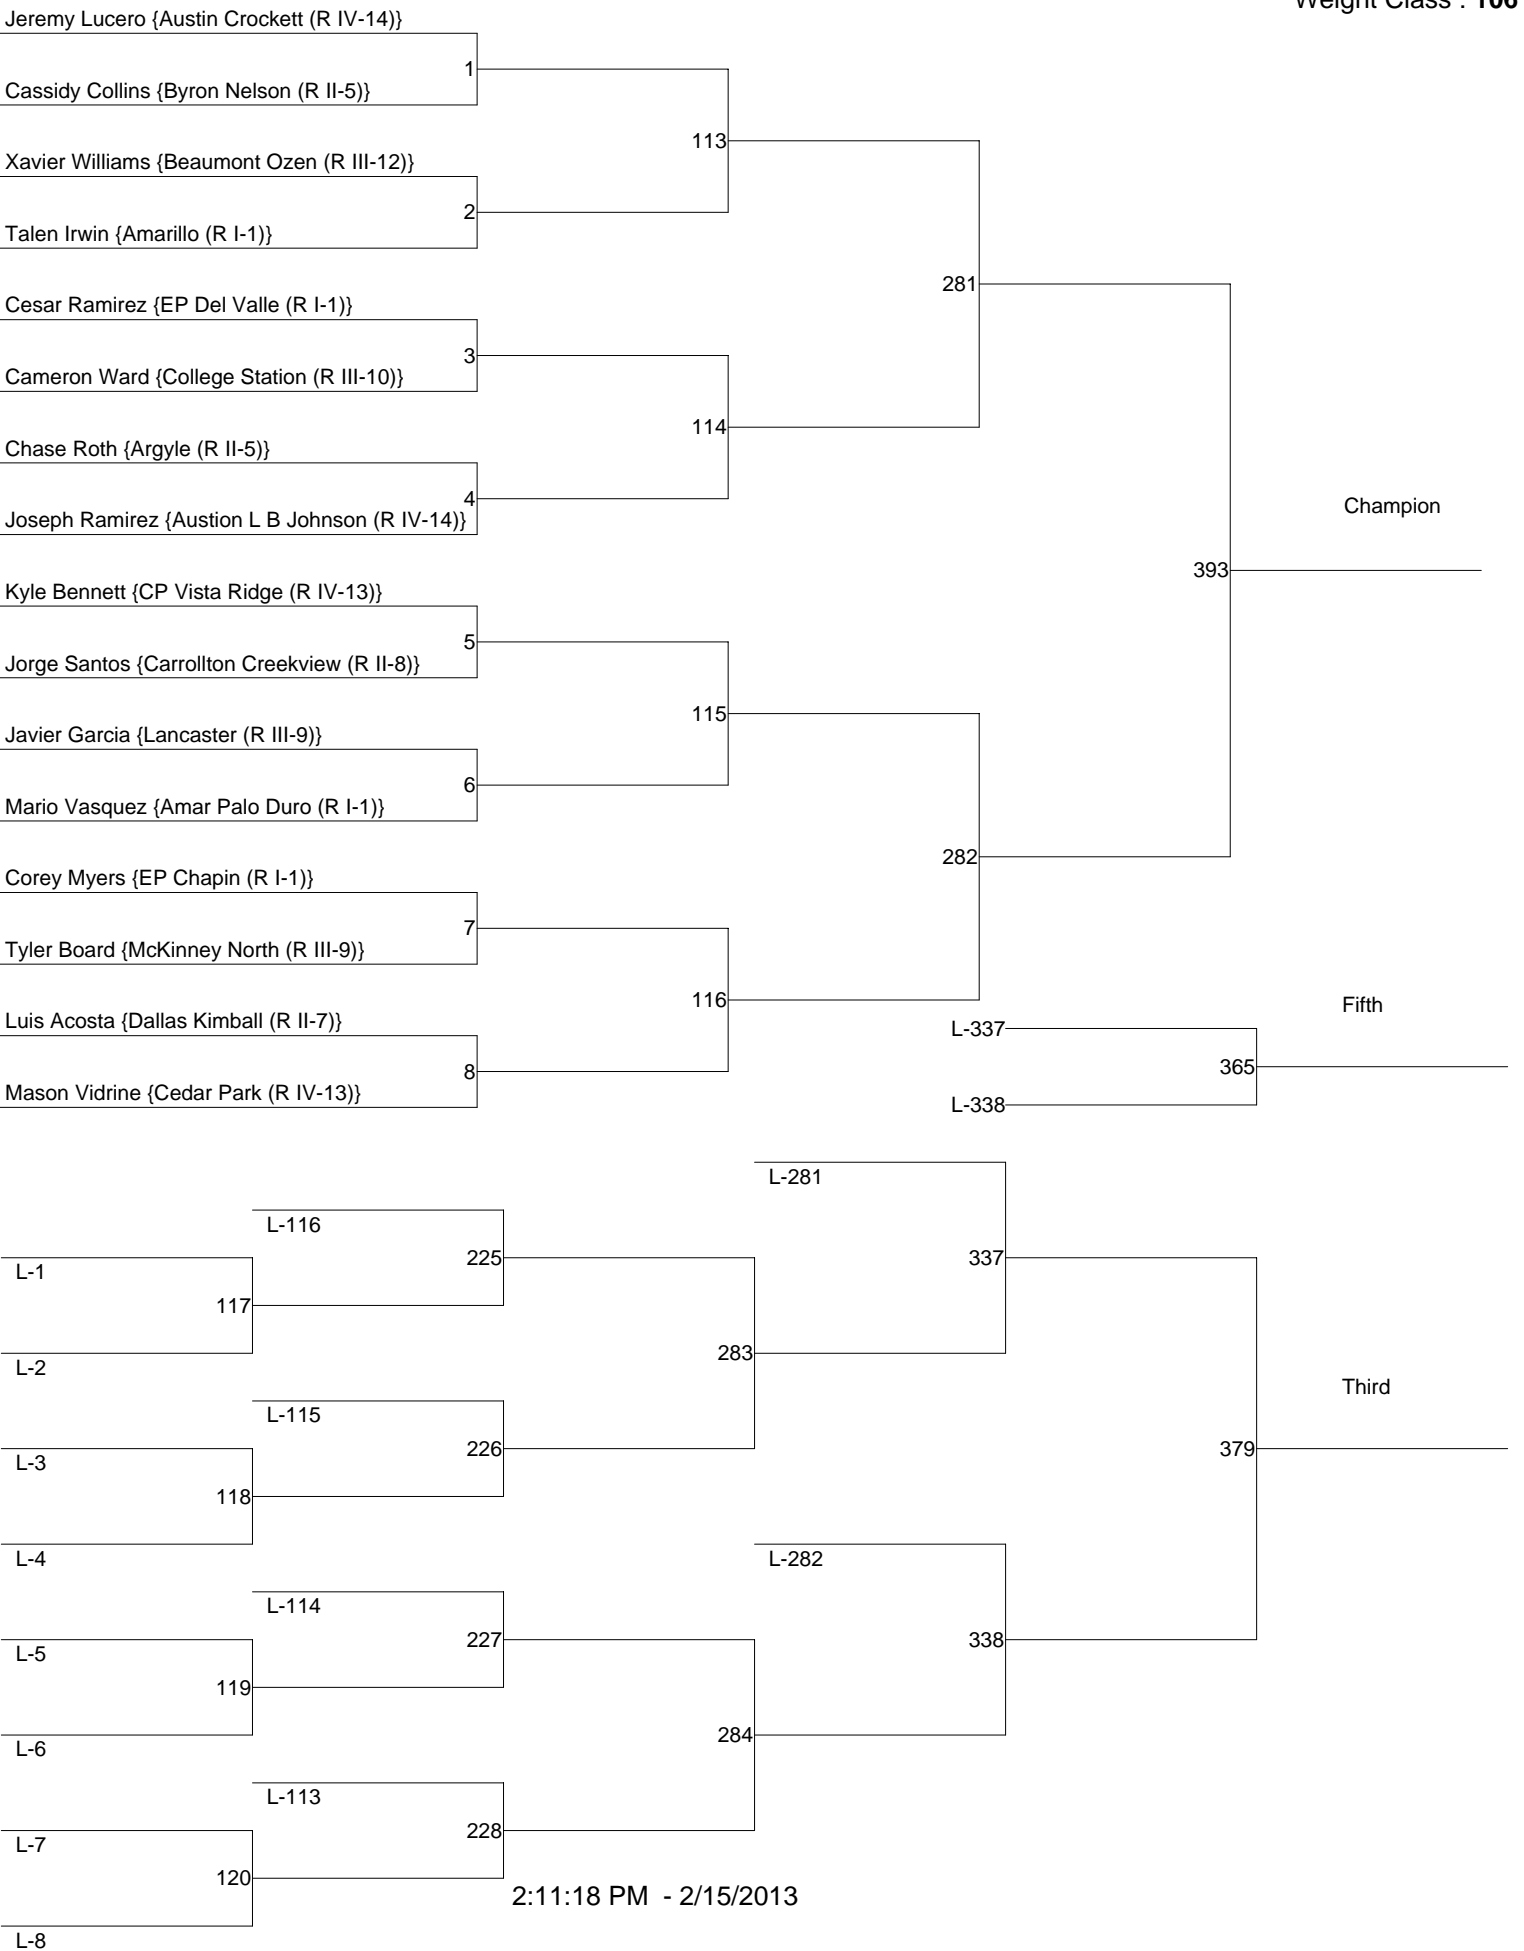 Weight Class : 106
Jeremy Lucero {Austin Crockett (R IV-14)}
1
Cassidy Collins {Byron Nelson (R II-5)}
113
Xavier Williams {Beaumont Ozen (R III-12)}
2
Talen Irwin {Amarillo (R I-1)}
281
Cesar Ramirez {EP Del Valle (R I-1)}
3
Cameron Ward {College Station (R III-10)}
114
Chase Roth {Argyle (R II-5)}
4
Joseph Ramirez {Austion L B Johnson (R IV-14)}
Champion
393
Kyle Bennett {CP Vista Ridge (R IV-13)}
5
Jorge Santos {Carrollton Creekview (R II-8)}
115
Javier Garcia {Lancaster (R III-9)}
6
Mario Vasquez {Amar Palo Duro (R I-1)}
282
Corey Myers {EP Chapin (R I-1)}
7
Tyler Board {McKinney North (R III-9)}
116
Luis Acosta {Dallas Kimball (R II-7)}
8
Mason Vidrine {Cedar Park (R IV-13)}
Fifth
L-337
365
L-338
L-281
L-116
225
337
L-1
117
L-2
283
L-115
226
Third
379
L-3
118
L-4
L-282
L-114
227
338
L-5
119
L-6
284
L-113
228
L-7
120
2:11:18 PM - 2/15/2013
L-8